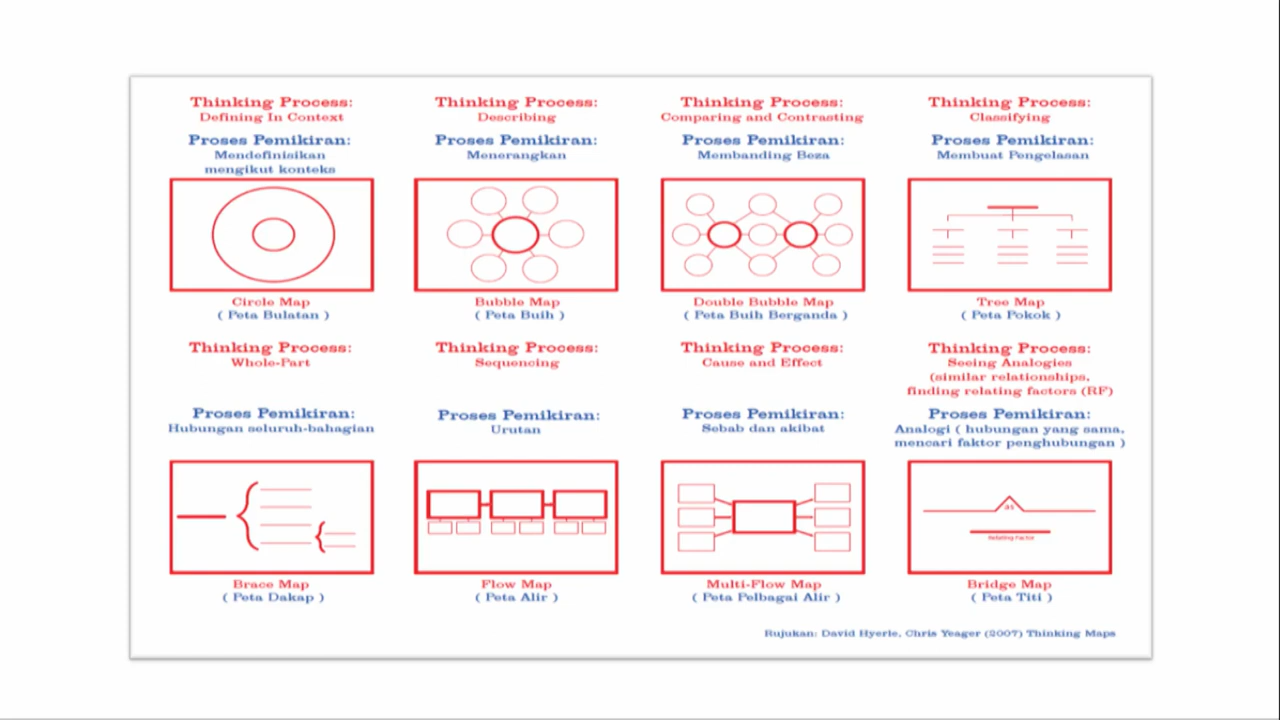 Thinking Process:
Defining In Context
Proses Pemikiran:
Mendefinisikan
mengikut konteks
Circle Map
( Peta Bulatan )
Thinking Process:
Describing
Proses Pemikiran:
Menerangkan
Bubble Map
( Peta Buih )
Thinking Process:
Comparing and Contrasting
Proses Pemikiran:
Membanding Beza
Double Bubble Map
( Peta Buih Berganda )
Thinking Process:
Classifying
Proses Pemikiran:
Membuat Pengelasan
Tree Map
( Peta Pokok )
Thinking Process:
Whole-Part
Proses Pemikiran:
Hubungan seluruh-bahagian
Brace Map
( Peta Dakap )
Thinking Process:
Sequencing
Proses Pemikiran:
Urutan
Flow Map
( Peta Alir )
Thinking Process:
Cause and Effect
Proses Pemikiran:
Sebab dan akibat
Multi-Flow Map
( Peta Pelbagai Alir )
Thinking Process:
Seeing Analogies
(similar relationships,
finding relating factors (RF)
Proses Pemikiran:
Analogi ( hubungan yang sama,
mencari faktor penghubungan )
as
Relating Factor
Bridge Map
( Peta Titi )
Rujukan: David Hyerle, Chris Yeager (2007) Thinking Maps